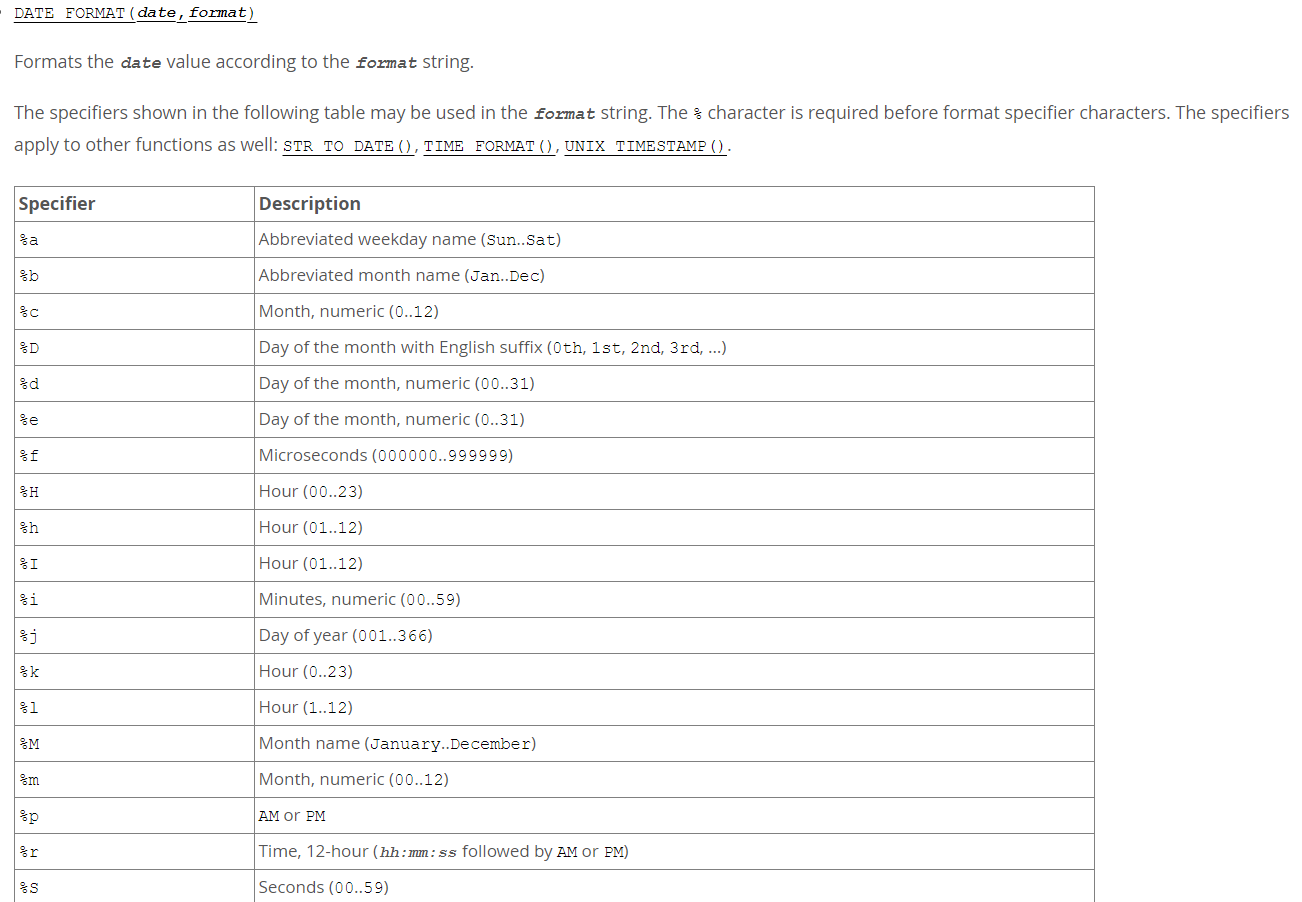 DATE_FORMAT(date,format)
Formats the date value according to the format string.
The specifiers shown in the following table may be used in the format string. The % character is required before format specifier characters. The specifiers
apply to other functions as well: STR_TO_DATE(), TIME_FORMAT(), UNIX_TIMESTAMP().
Specifier Description
%a Abbreviated weekday name (Sun..Sat)
%b Abbreviated month name (Jan..Dec)
%c Month, numeric (0..12)
%D Day of the month with English suffix (0th, 1st, 2nd, 3rd, …)
%d Day of the month, numeric (00..31)
%e Day of the month, numeric (0..31)
%f Microseconds (000000..999999)
%H Hour (00..23)
%h Hour (01..12)
%I Hour (01..12)
%i Minutes, numeric (00..59)
%j Day of year (001..366)
%k Hour (0..23)
%l Hour (1..12)
%M Month name (January..December)
%m Month, numeric (00..12)
%p AM or PM
%r Time, 12-hour (hh:mm:ss followed by AM or PM)
%S Seconds (00..59)